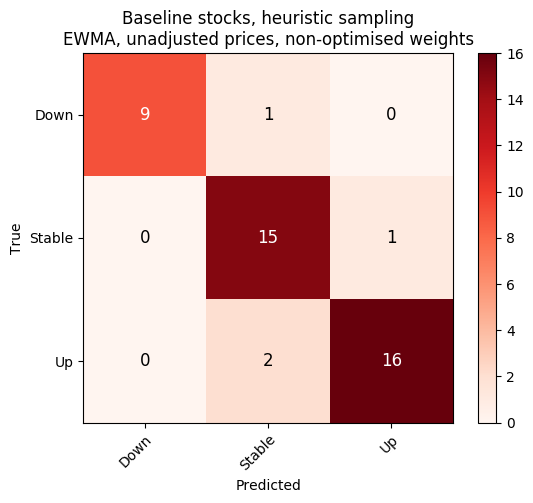 Baseline stocks, heuristic sampling
EWMA, unadjusted prices, non-optimised weights
True
Down
9
1
0
Stable
0
15
1
Up
0
2
16
Down
Stable
Up
Predicted
16
14
12
10
8
6
4
2
0